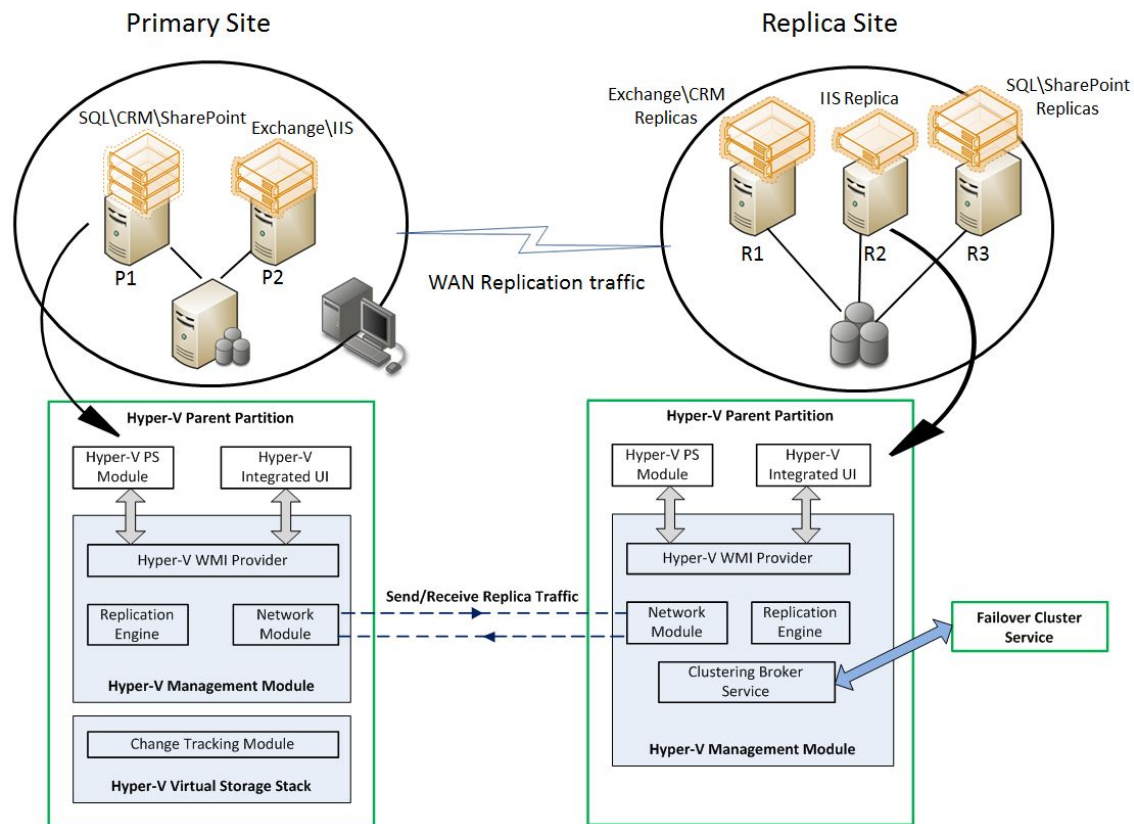 Primary Site
Replica Site
SQL\CRM\SharePoint
Exchange\IIS
Exchange\CRM
Replicas
IIS Replica
SQL\SharePoint
Replicas
P1
P2
R1
R2
R3
WAN Replication traffic
Hyper-V Parent Partition
Hyper-V PS
Module
Hyper-V
Integrated UI
Hyper-V WMI Provider
Replication
Engine
Network
Module
Hyper-V Management Module
Change Tracking Module
Hyper-V Virtual Storage Stack
Send/Receive Replica Traffic
Hyper-V Parent Partition
Hyper-V PS
Module
Hyper-V
Integrated UI
Hyper-V WMI Provider
Network
Module
Replication
Engine
Clustering Broker
Service
Hyper-V Management Module
Failover Cluster
Service